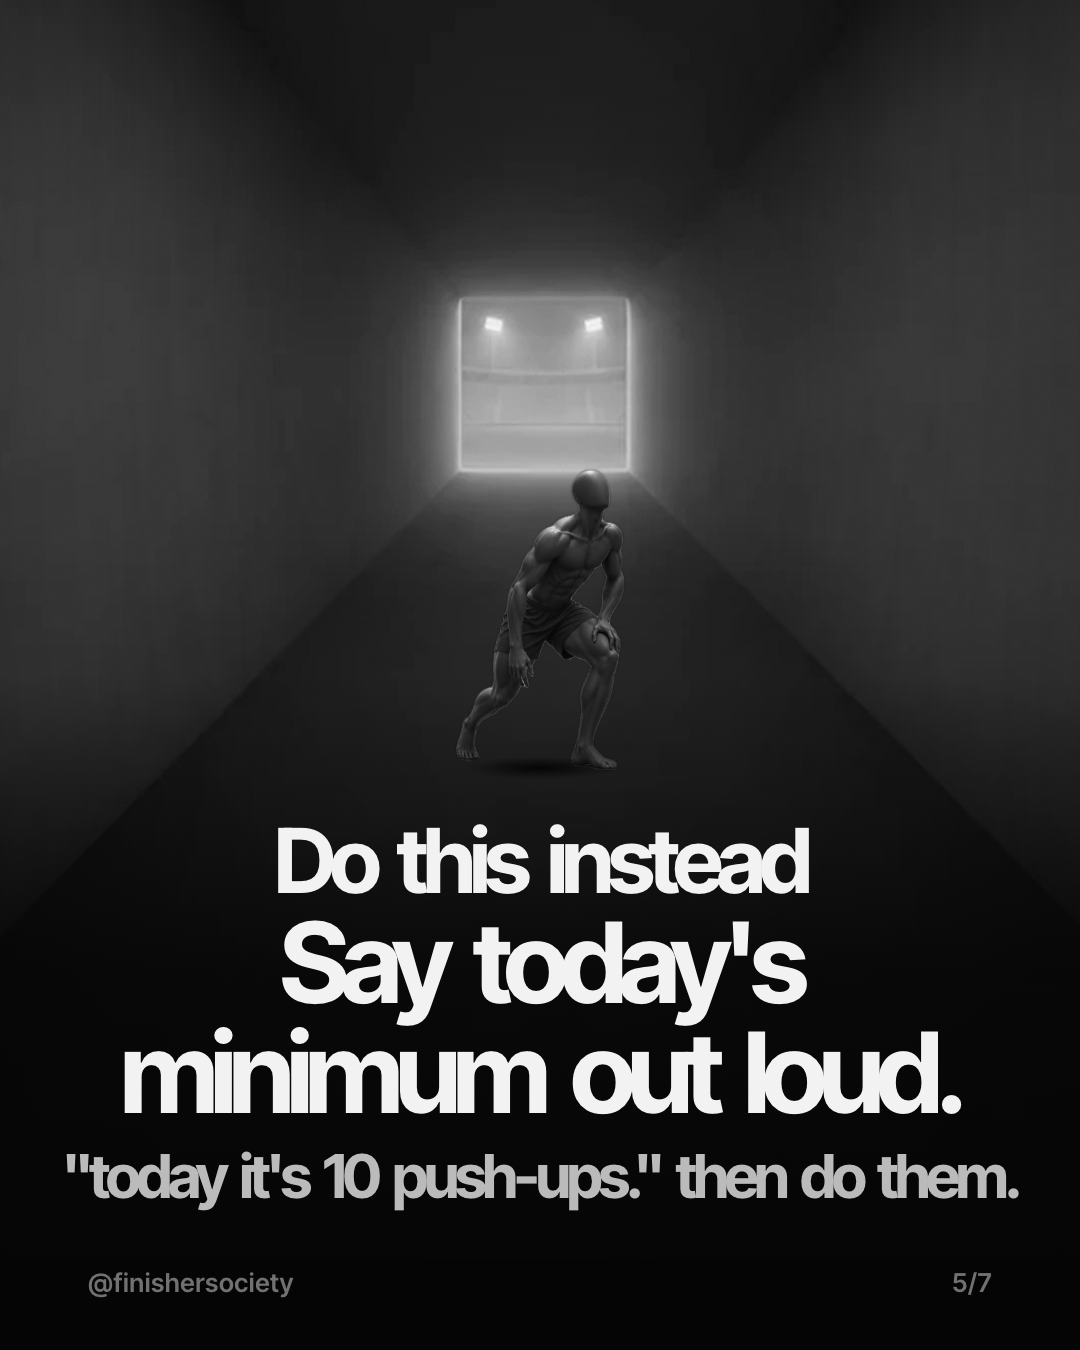 Do this instead
Say today's
minimum out loud.
"today it's 10 push-ups." then do them.
@finishersociety
5/7